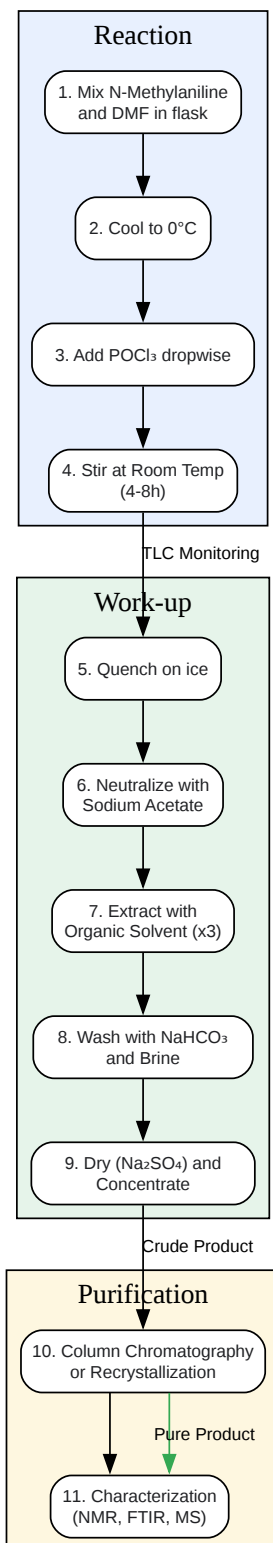 Reaction
1. Mix N-Methylaniline
and DMF in flask
2. Cool to 0°C
3. Add POCl₃ dropwise
4. Stir at Room Temp
(4-8h)
TLC Monitoring
Work-up
5. Quench on ice
6. Neutralize with
Sodium Acetate
7. Extract with
Organic Solvent (x3)
8. Wash with NaHCO₃
and Brine
9. Dry (Na₂SO₄) and
Concentrate
Crude Product
Purification
10. Column Chromatography
or Recrystallization
Pure Product
11. Characterization
(NMR, FTIR, MS)